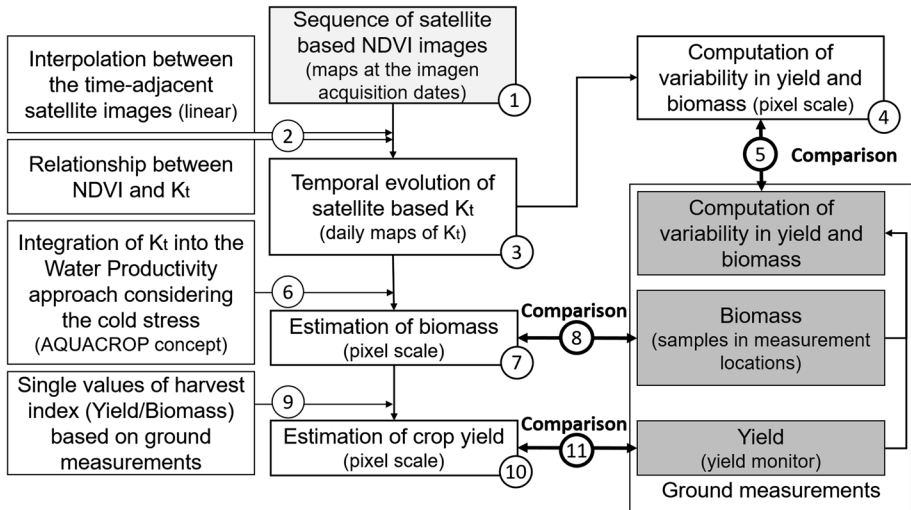 Sequence of satellite
based NDVI images
(maps at the imagen
acquisition dates)
1
Interpolation between
the time-adjacent
satellite images (linear)
2
Relationship between
NDVI and Kt
Temporal evolution of
satellite based Kt
(daily maps of Kt)
3
Computation of
variability in yield and
biomass (pixel scale)
4
5
Comparison
Computation of
variability in yield and
biomass
Integration of Kt into the
Water Productivity
approach considering
the cold stress
(AQUACROP concept)
6
Estimation of biomass
(pixel scale)
7
Comparison
8
Biomass
(samples in measurement
locations)
Single values of harvest
index (Yield/Biomass)
based on ground
measurements
9
Estimation of crop yield
(pixel scale)
10
Comparison
11
Yield
(yield monitor)
Ground measurements